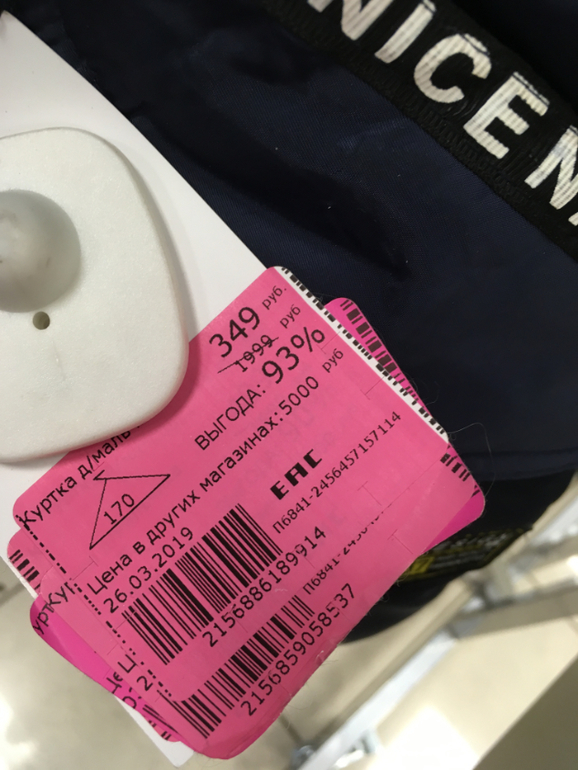 NICE
349 руб.
1999 руб
ВЫГОДА: 93%
Куртка д/маль
170
Цена в других магазинах: 5000 руб
26.03.2019
EAC
П6841-2456457157114
2156886189914
П6841-
2156859058537